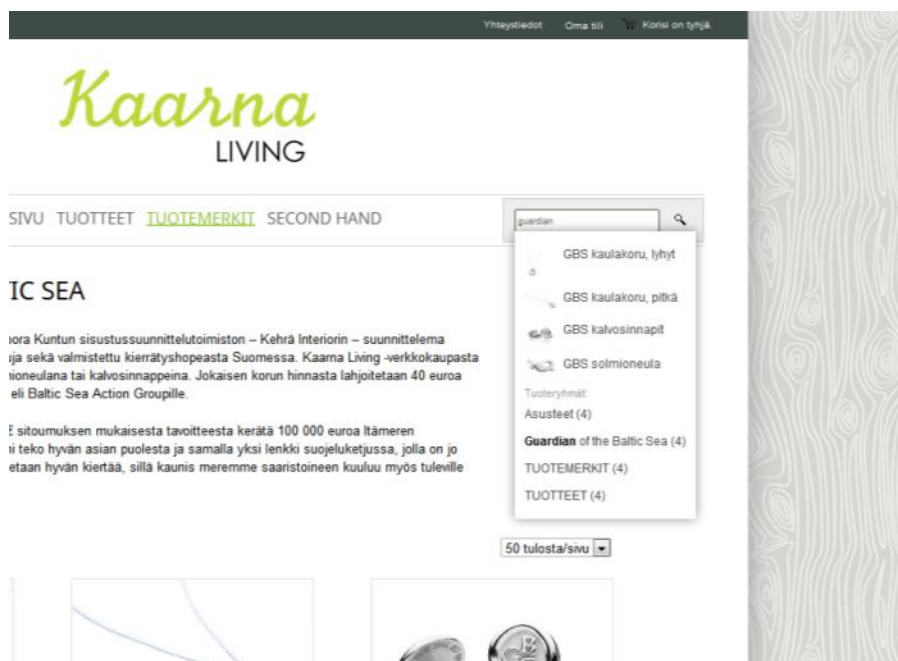 Yhteystiedot Oma tili Korisi on tyhjä.
Kaarna
LIVING
SIVU TUOTTEET TUOTEMERKIT SECOND HAND
guardian
GBS kaulakoru, lyhyt
GBS kaulakoru, pitkä
GBS kalvosinnapit
GBS solmioneula
Tuoteryhmät:
Asusteet (4)
Guardian of the Baltic Sea (4)
TUOTEMERKIT (4)
TUOTTEET (4)
TIC SEA
oora Kuntun sisustussuunnittelutoimiston – Kehrä Interiorin – suunnittelema
uja sekä valmistettu kierrätyshopeasta Suomessa. Kaarna Living -verkkokaupasta
nioneulana tai kalvosinnappeina. Jokaisen korun hinnasta lahjoitetaan 40 euroa
eli Baltic Sea Action Groupille.
E sitoumuksen mukaisesta tavoitteesta kerätä 100 000 euroa Itämeren
ni teko hyvän asian puolesta ja samalla yksi lenkki suojeluketjussa, jolla on jo
etaan hyvän kiertää, sillä kaunis meremme saaristoineen kuuluu myös tuleville
50 tulosta/sivu